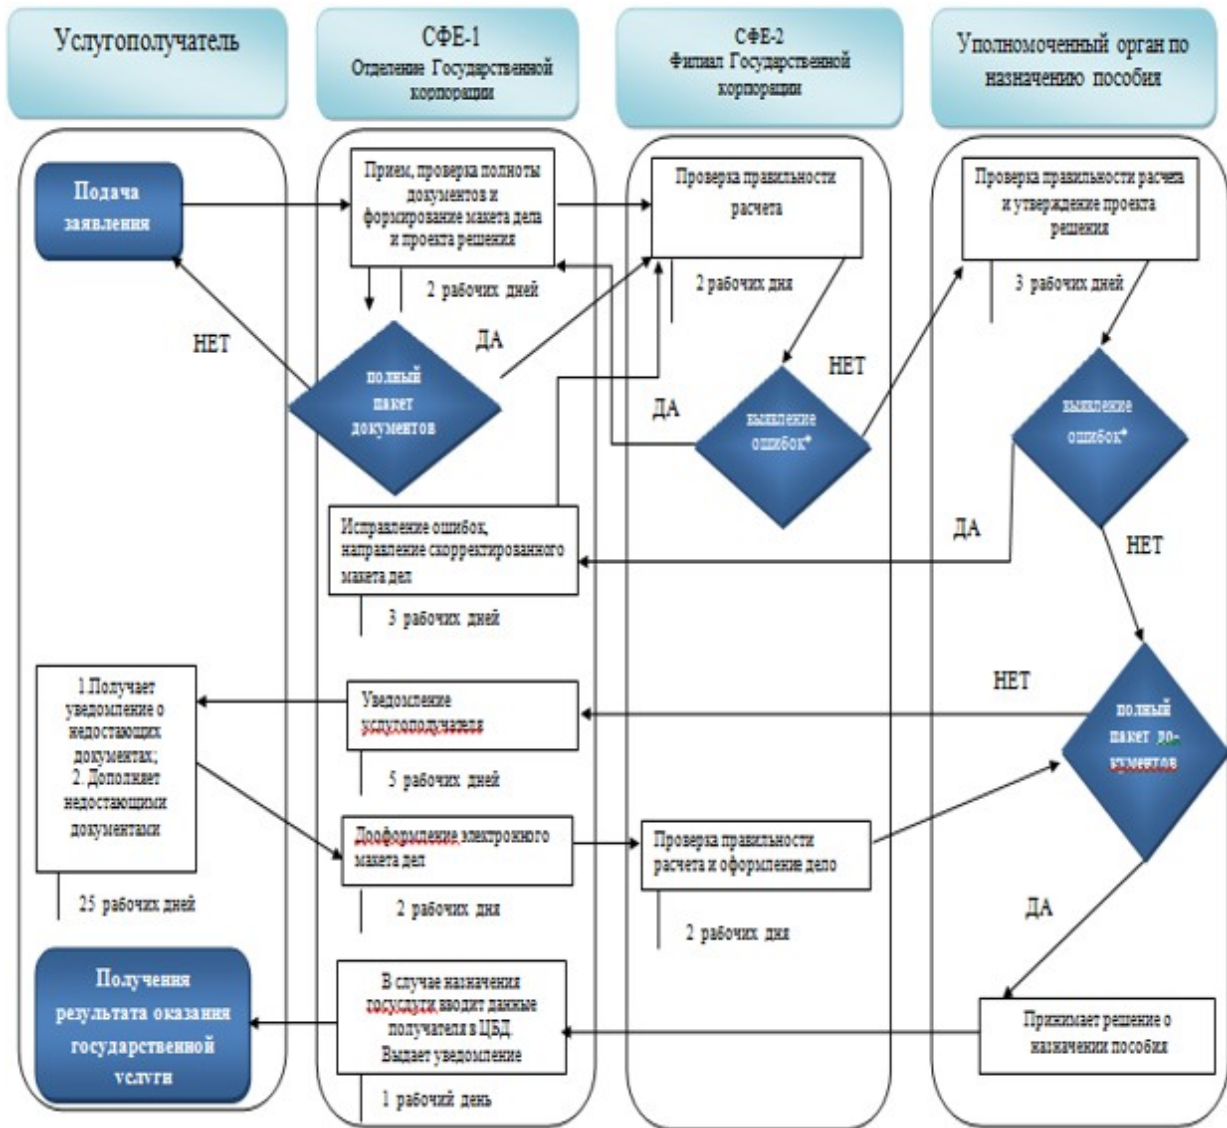 Услугополучатель
СФЕ-1
Отделение Государственной
корпорации
СФЕ-2
Филиал Государственной
корпорации
Уполномоченный орган по
назначению пособия
Подача
заявления
Прием, проверка полноты
документов и
формирование макета дела
и проекта решения
Проверка правильности
расчета
Проверка правильности расчета
и утверждение проекта
решения
2 рабочих дней
2 рабочих дня
3 рабочих дней
НЕТ
ДА
полный
пакет
документов
ДА
НЕТ
выявление
ошибок*
выявление
ошибок*
Исправление ошибок,
направление скорректированного
макета дел
ДА
НЕТ
3 рабочих дней
1.Получает
уведомление о
недостающих
документах;
2. Дополняет
недостающими
документами
Уведомление
услугополучателя
НЕТ
полный
пакет до-
кументов
5 рабочих дней
Дооформление электронного
макета дел
Проверка правильности
расчета и оформление дело
25 рабочих дней
2 рабочих дня
2 рабочих дня
ДА
Получения
результата оказания
государственной
услуги
В случае назначения
госуслуги вводит данные
получателя в ЦБД.
Выдает уведомление
Принимает решение о
назначении пособия
1 рабочий день